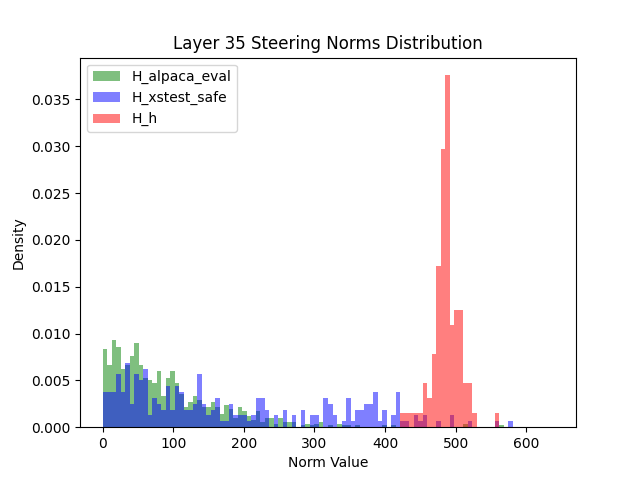 Layer 35 Steering Norms Distribution
H_alpaca_eval
H_xstest_safe
H_h
Density
0.035
0.030
0.025
0.020
0.015
0.010
0.005
0.000
0 100 200 300 400 500 600
Norm Value